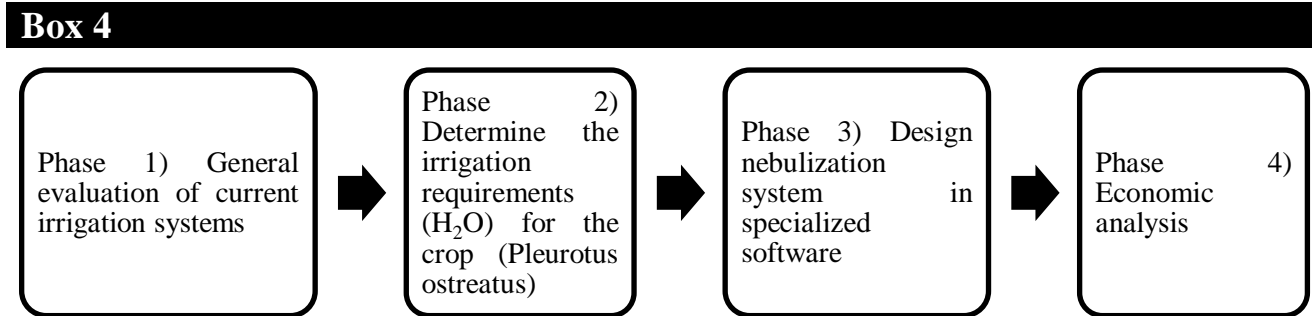 Box 4
Phase 1) General
evaluation of current
irrigation systems
Phase 2)
Determine the
irrigation
requirements
(H₂O) for the
crop (Pleurotus
ostreatus)
Phase 3) Design
nebulization
system in
specialized
software
Phase 4)
Economic
analysis